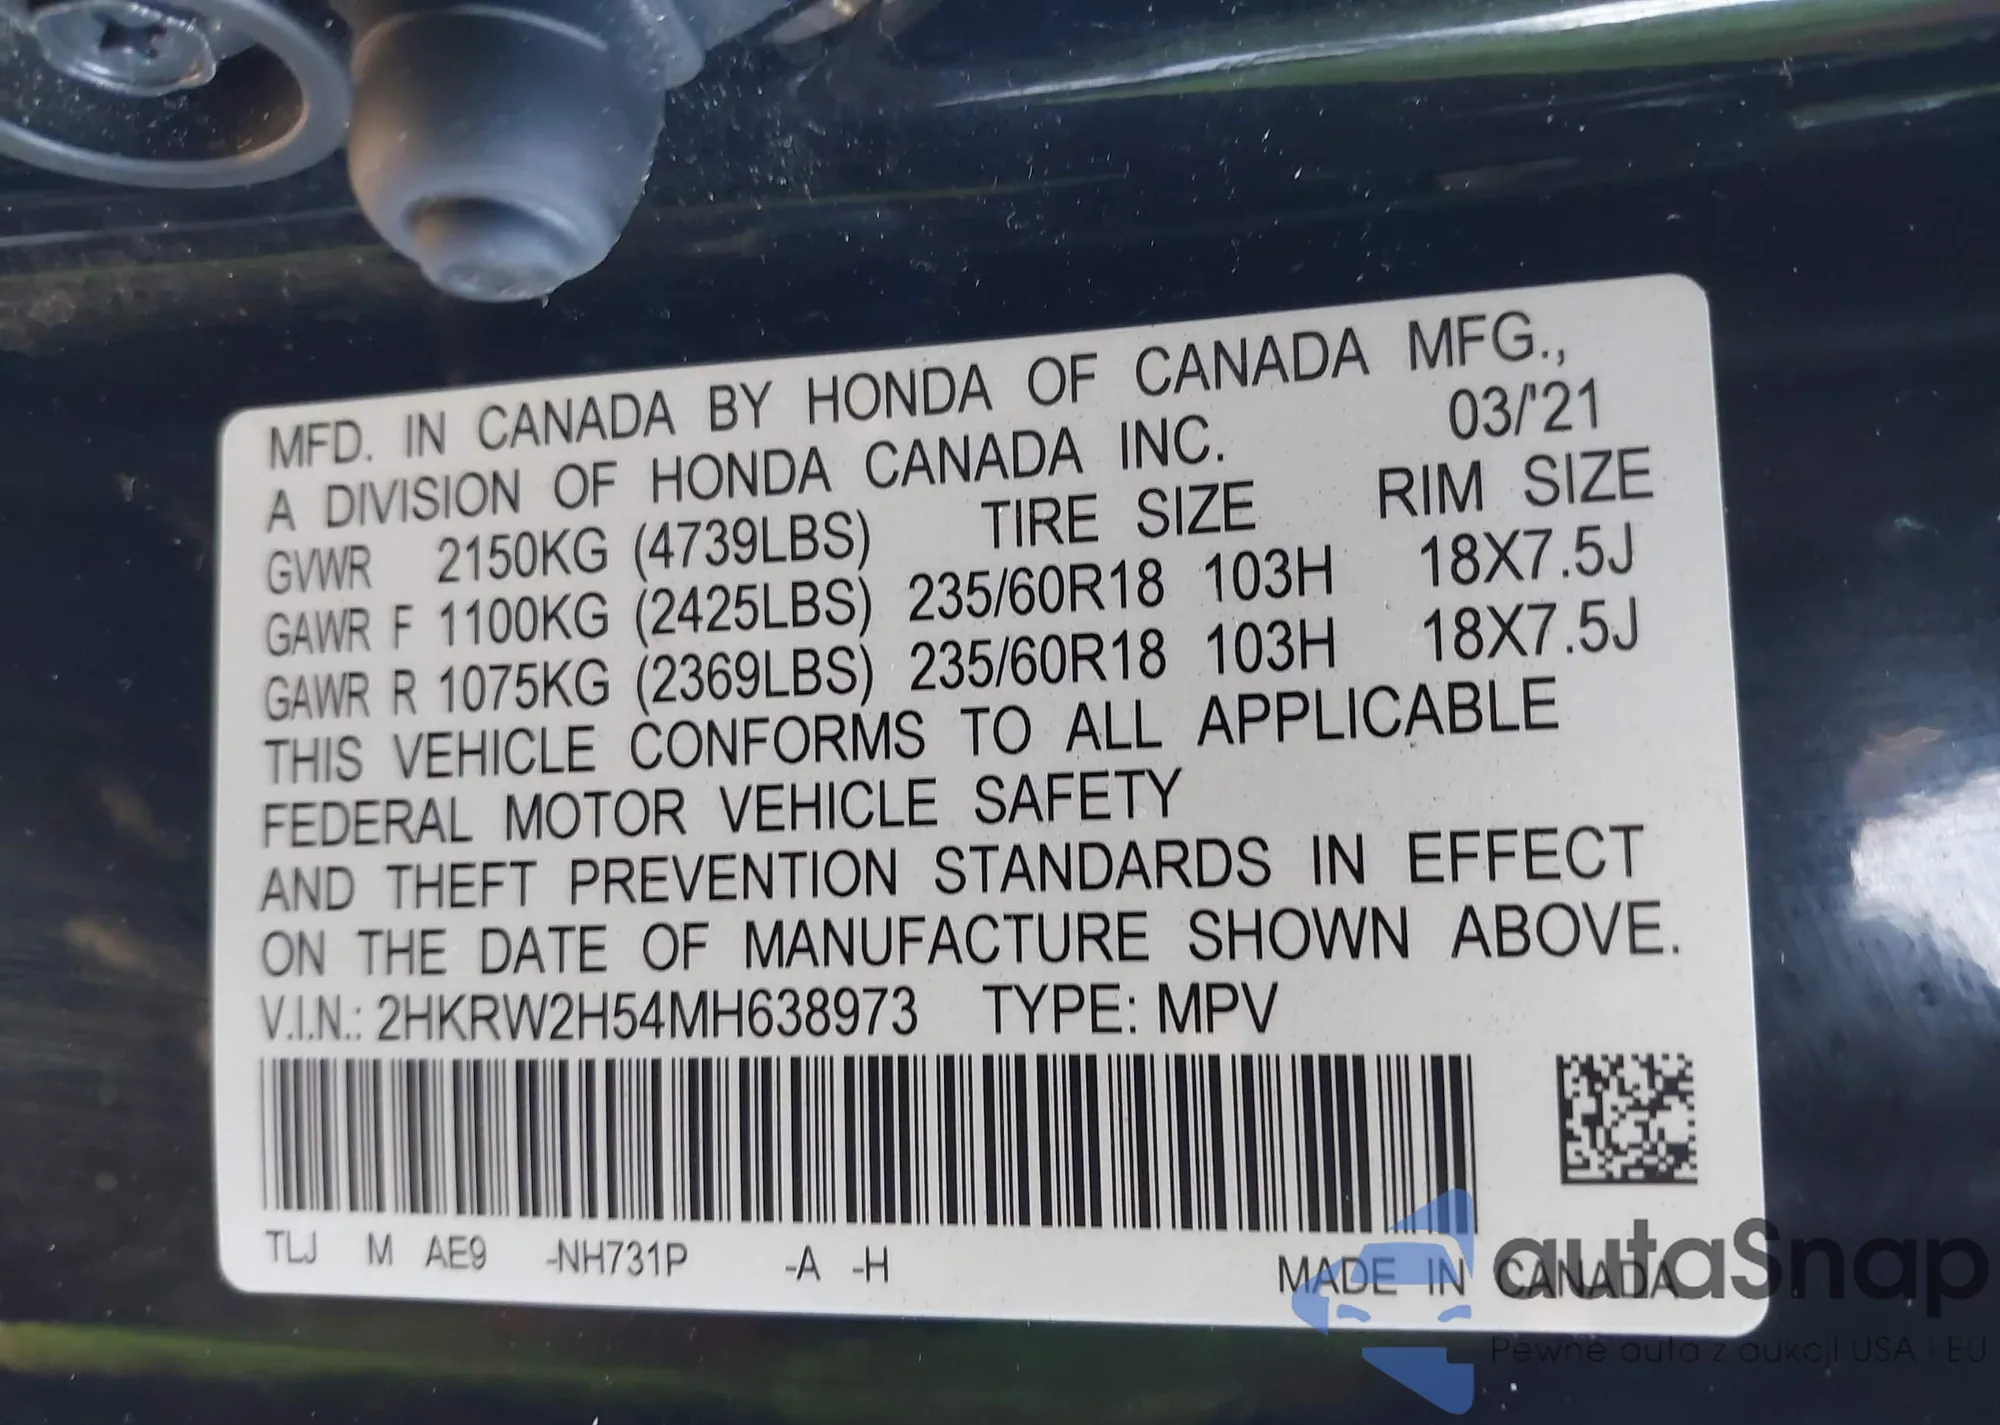 MFD. IN CANADA BY HONDA OF CANADA MFG.,
A DIVISION OF HONDA CANADA INC. 03/'21
GVWR 2150KG (4739LBS) TIRE SIZE RIM SIZE
GAWR F 1100KG (2425LBS) 235/60R18 103H 18X7.5J
GAWR R 1075KG (2369LBS) 235/60R18 103H 18X7.5J
THIS VEHICLE CONFORMS TO ALL APPLICABLE
FEDERAL MOTOR VEHICLE SAFETY
AND THEFT PREVENTION STANDARDS IN EFFECT
ON THE DATE OF MANUFACTURE SHOWN ABOVE.
V.I.N.: 2HKRW2H54MH638973 TYPE: MPV
TLJ M AE9 -NH731P -A -H MADE IN CANADA
autaSnap
Pewne auta z aukcji USA i EU